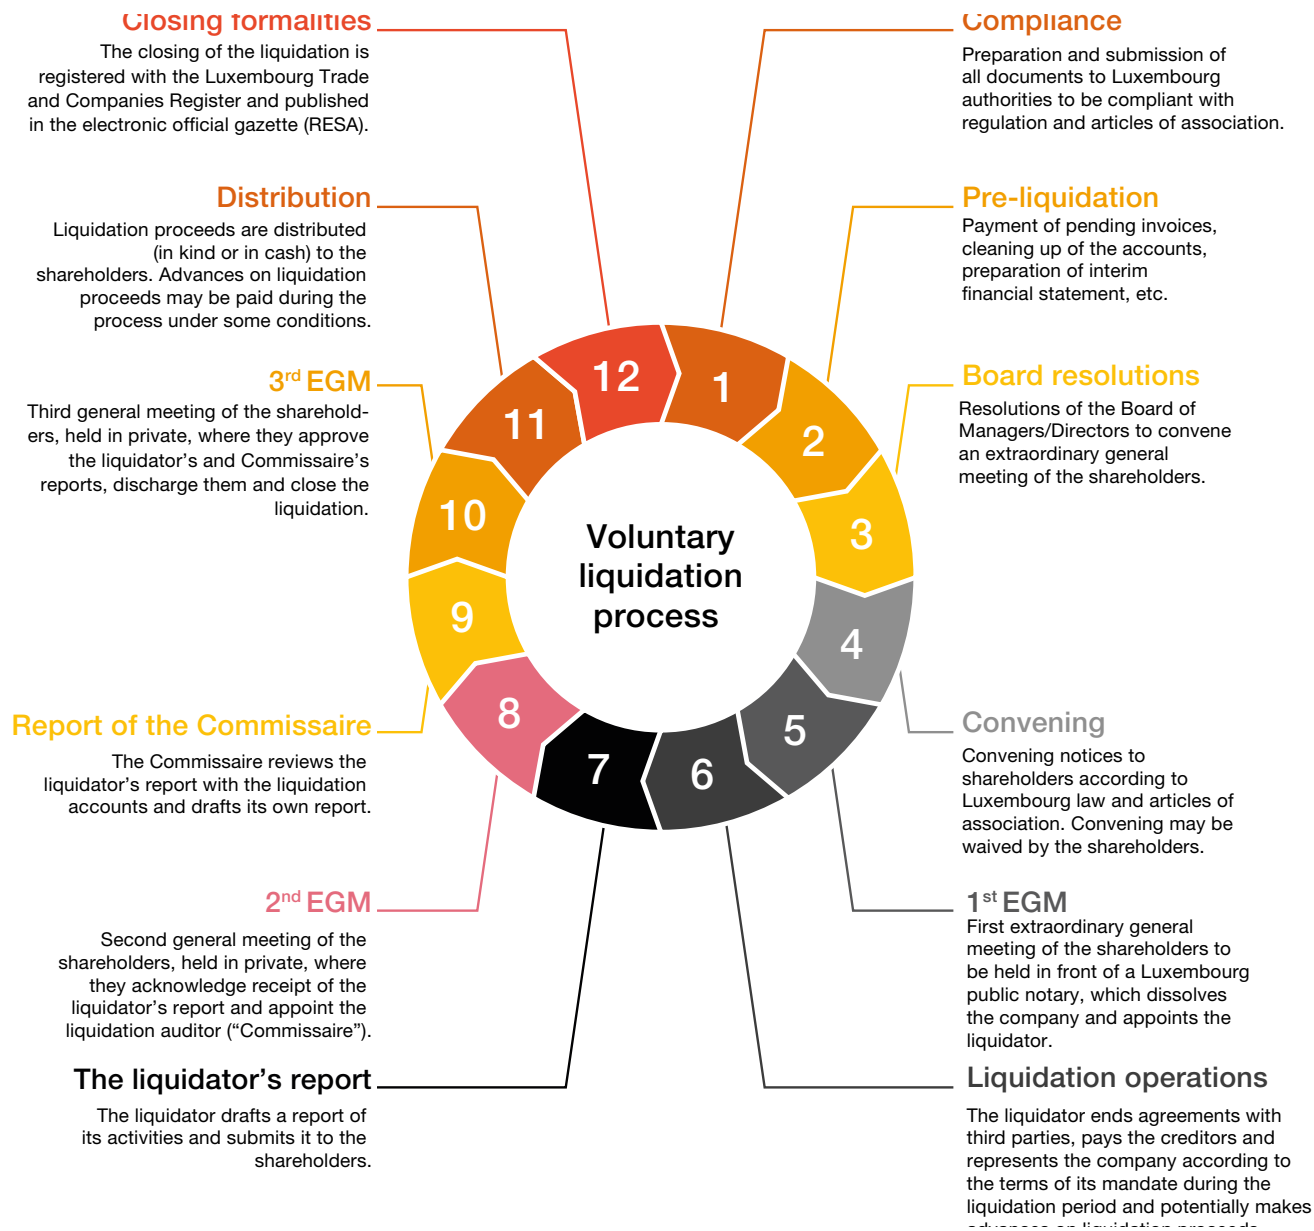 Compliance
Preparation and submission of
all documents to Luxembourg
authorities to be compliant with
regulation and articles of association.
Pre-liquidation
Payment of pending invoices,
cleaning up of the accounts,
preparation of interim
financial statement, etc.
Board resolutions
Resolutions of the Board of
Managers/Directors to convene
an extraordinary general
meeting of the shareholders.
Convening
Convening notices to
shareholders according to
Luxembourg law and articles of
association. Convening may be
waived by the shareholders.
1st EGM
First extraordinary general
meeting of the shareholders to
be held in front of a Luxembourg
public notary, which dissolves
the company and appoints the
liquidator.
Liquidation operations
The liquidator ends agreements with
third parties, pays the creditors and
represents the company according to
the terms of its mandate during the
liquidation period and potentially makes
advances on liquidation proceeds
The liquidator’s report
The liquidator drafts a report of
its activities and submits it to the
shareholders.
2nd EGM
Second general meeting of the
shareholders, held in private, where
they acknowledge receipt of the
liquidator’s report and appoint the
liquidation auditor (“Commissaire”).
Report of the Commissaire
The Commissaire reviews the
liquidator’s report with the liquidation
accounts and drafts its own report.
3rd EGM
Third general meeting of the sharehold-
ers, held in private, where they approve
the liquidator’s and Commissaire’s
reports, discharge them and close the
liquidation.
Distribution
Liquidation proceeds are distributed
(in kind or in cash) to the
shareholders. Advances on liquidation
proceeds may be paid during the
process under some conditions.
Closing formalities
The closing of the liquidation is
registered with the Luxembourg Trade
and Companies Register and published
in the electronic official gazette (RESA).
Voluntary
liquidation
process
1
2
3
4
5
6
7
8
9
10
11
12